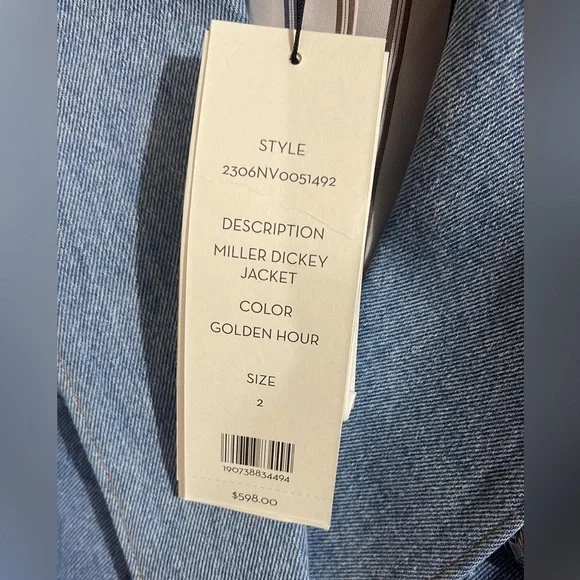 STYLE
2306NV0051492
DESCRIPTION
MILLER DICKEY
JACKET
COLOR
GOLDEN HOUR
SIZE
2
190738834494
$598.00